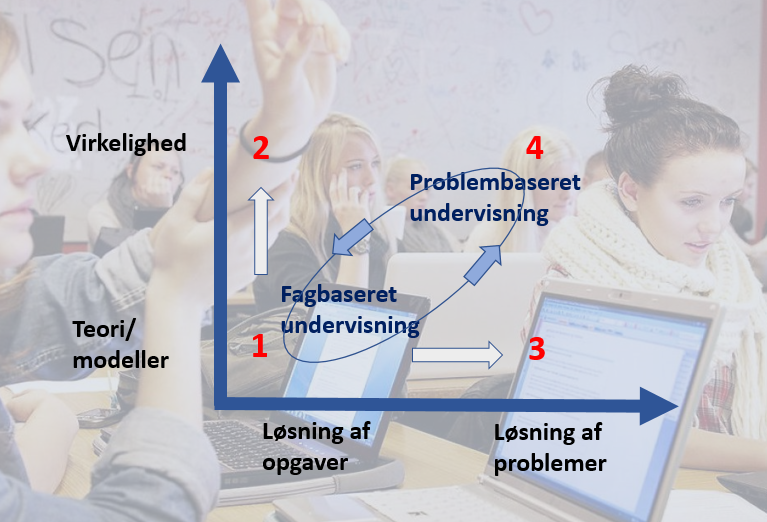 Virkelighed
2
4
Problembaseret
undervisning
Fagbaseret
undervisning
Teori/
modeller
1
3
Løsning af
opgaver
Løsning af
problemer